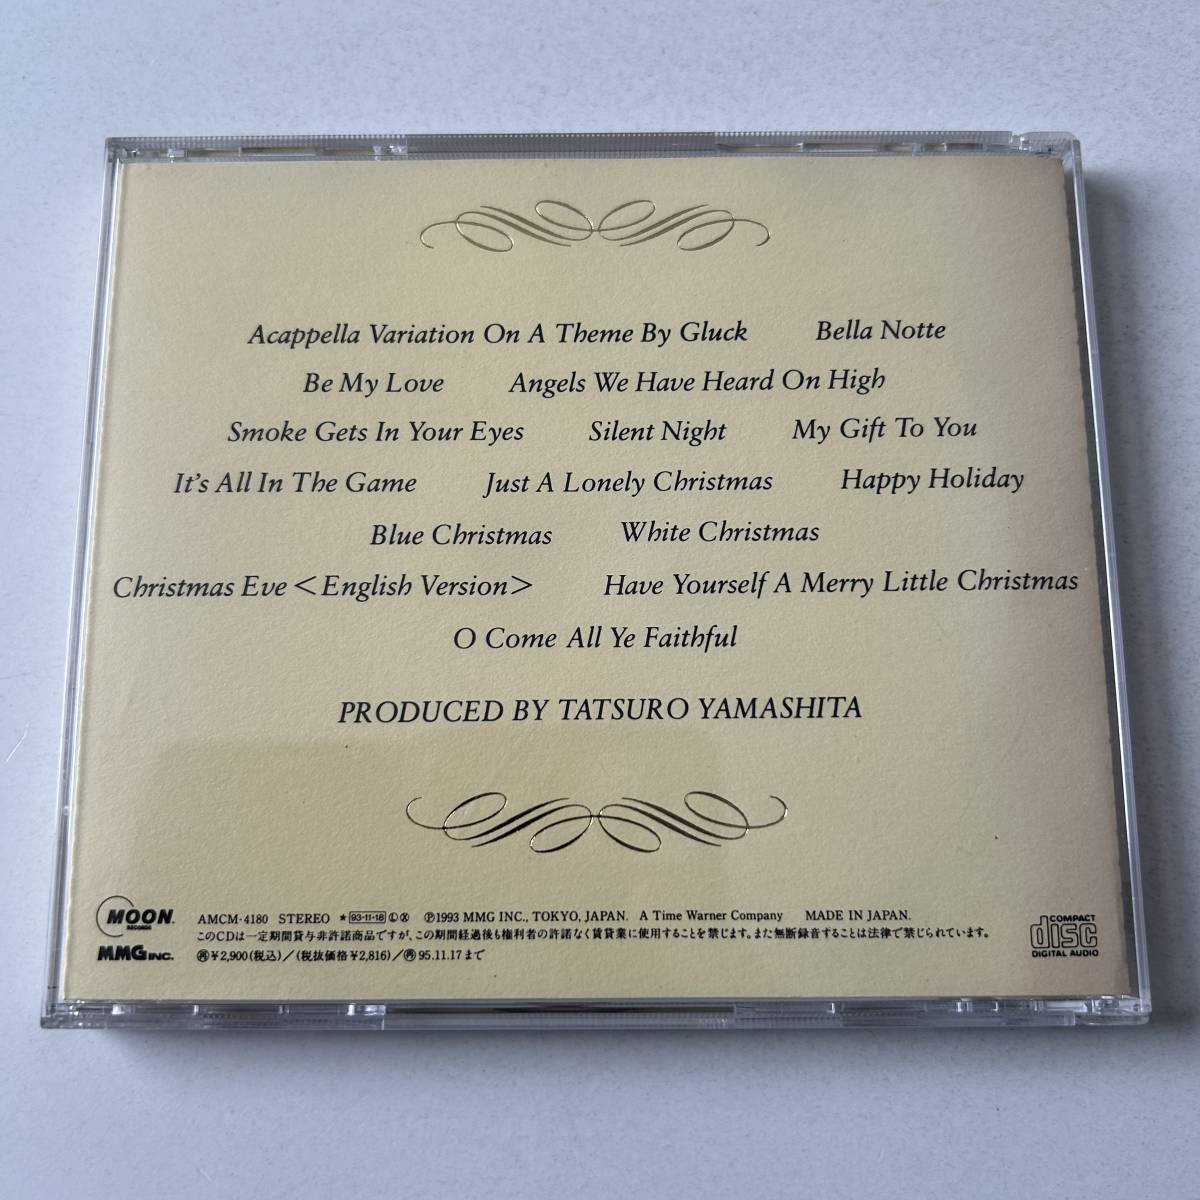 Acappella Variation On A Theme By Gluck Bella Notte
Be My Love Angels We Have Heard On High
Smoke Gets In Your Eyes Silent Night My Gift To You
It's All In The Game Just A Lonely Christmas Happy Holiday
Blue Christmas White Christmas
Christmas Eve <English Version> Have Yourself A Merry Little Christmas
O Come All Ye Faithful
PRODUCED BY TATSURO YAMASHITA
MOON RECORDS
MMG INC.
AMCM-4180 STEREO ★ 93·11·18 Ⓛ Ⓧ ℗1993 MMG INC., TOKYO, JAPAN. A Time Warner Company MADE IN JAPAN.
このCDは一定期間貸与非許諾商品ですが、この期間経過後も権利者の許諾なく賃貸業に使用することを禁じます。また無断録音することは法律で禁じられています。
㊢¥2,900(税込)/(税抜価格¥2,816)/㊢95.11.17まで
COMPACT
disc
DIGITAL AUDIO